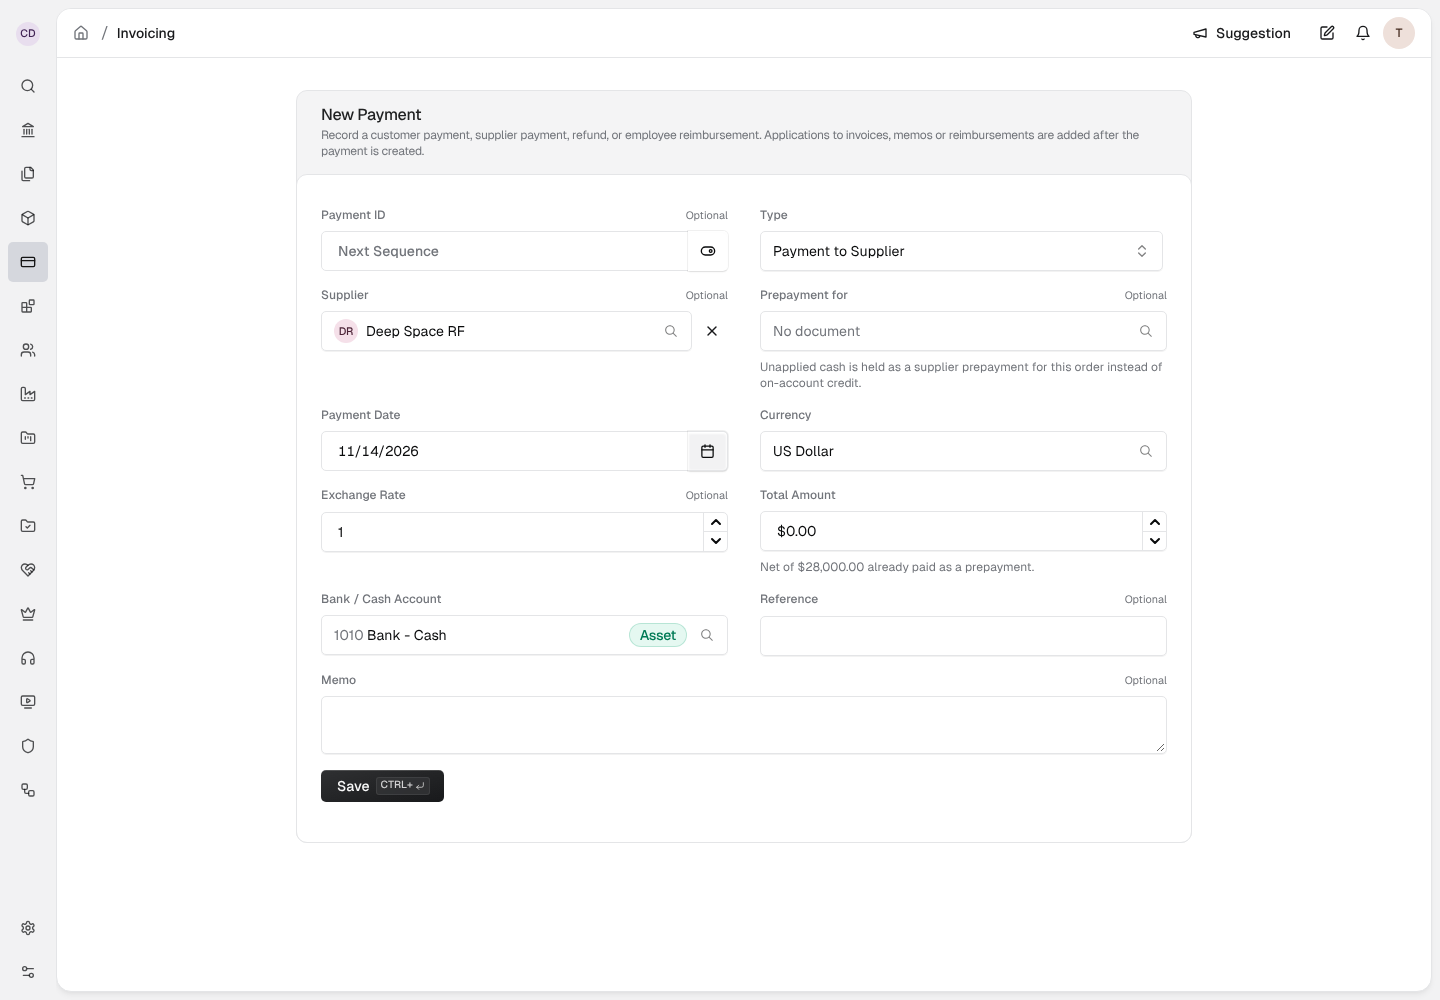 CD
/ Invoicing
Suggestion
T
New Payment
Record a customer payment, supplier payment, refund, or employee reimbursement. Applications to invoices, memos or reimbursements are added after the
payment is created.
Payment ID Optional
Next Sequence
Type
Payment to Supplier
Supplier Optional
DR Deep Space RF
Prepayment for Optional
No document
Unapplied cash is held as a supplier prepayment for this order instead of
on-account credit.
Payment Date
11/14/2026
Currency
US Dollar
Exchange Rate Optional
1
Total Amount
$0.00
Net of $28,000.00 already paid as a prepayment.
Bank / Cash Account
1010 Bank - Cash Asset
Reference Optional
Memo Optional
Save CTRL+